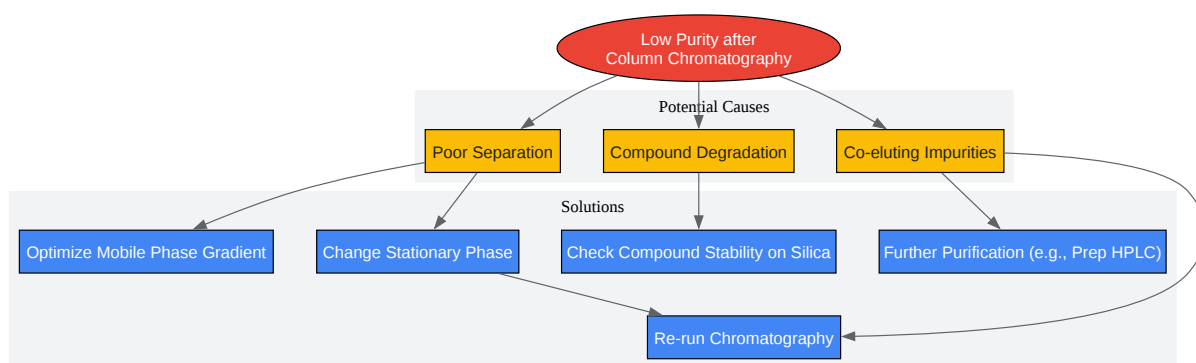 Low Purity after
Column Chromatography
Potential Causes
Poor Separation
Compound Degradation
Co-eluting Impurities
Solutions
Optimize Mobile Phase Gradient
Change Stationary Phase
Check Compound Stability on Silica
Further Purification (e.g., Prep HPLC)
Re-run Chromatography